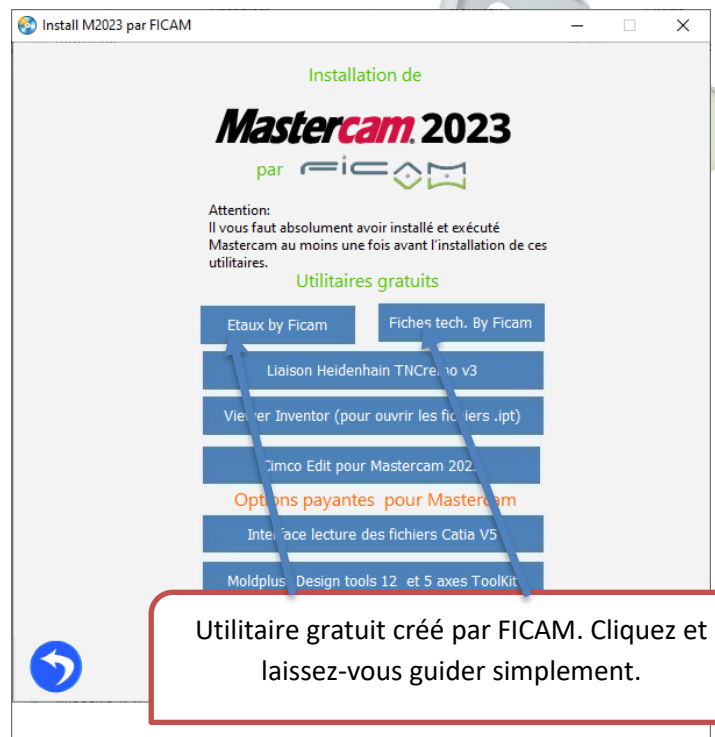 Install M2023 par FICAM
Installation de
Mastercam. 2023
par FiCAM
Attention:
Il vous faut absolument avoir installé et exécuté
Mastercam au moins une fois avant l'installation de ces
utilitaires.
Utilitaires gratuits
Etaux by Ficam
Fiches tech. By Ficam
Liaison Heidenhain TNCremo v3
Viewer Inventor (pour ouvrir les fichiers .ipt)
Cimco Edit pour Mastercam 2023
Options payantes pour Mastercam
Interface lecture des fichiers Catia V5
Moldplus Design tools 12 et 5 axes ToolKit
Utilitaire gratuit créé par FICAM. Cliquez et
laissez-vous guider simplement.